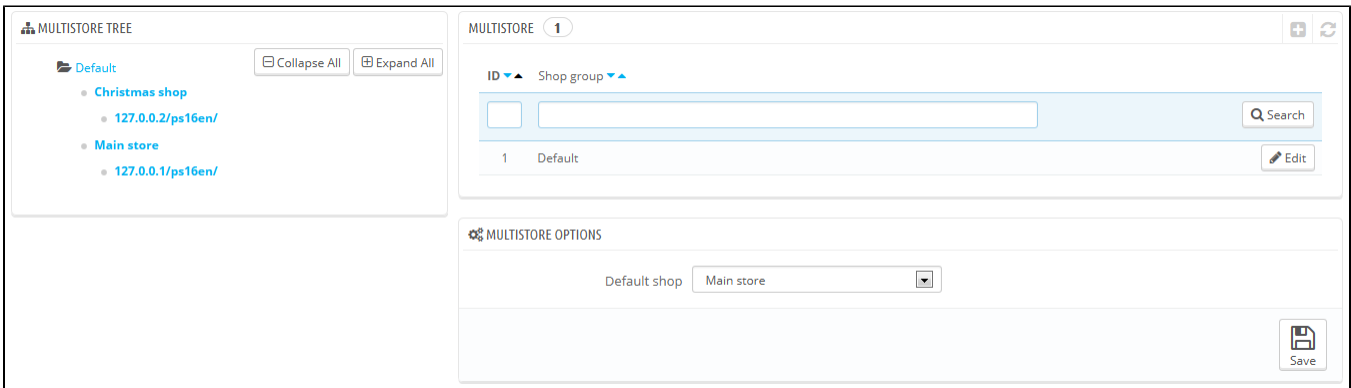 MULTISTORE TREE
Collapse All
Expand All
Default
Christmas shop
127.0.0.2/ps16en/
Main store
127.0.0.1/ps16en/
MULTISTORE 1
ID Shop group
Search
1 Default Edit
MULTISTORE OPTIONS
Default shop Main store
Save